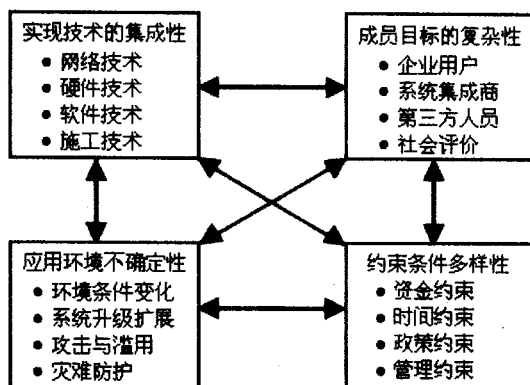 实现技术的集成性
● 网络技术
● 硬件技术
● 软件技术
● 施工技术
成员目标的复杂性
● 企业用户
● 系统集成商
● 第三方人员
● 社会评价
应用环境不确定性
● 环境条件变化
● 系统升级扩展
● 攻击与滥用
● 灾难防护
约束条件多样性
● 资金约束
● 时间约束
● 政策约束
● 管理约束